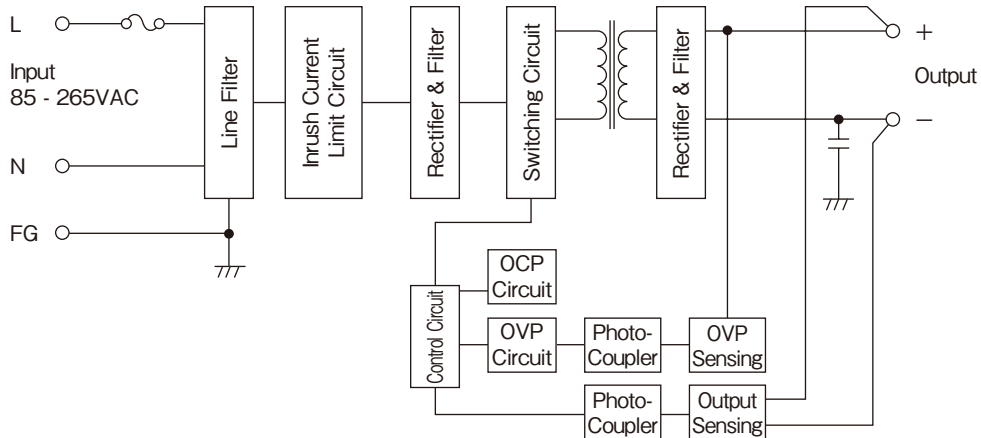 L
Input
85 - 265VAC
N
FG
Line Filter
Inrush Current
Limit Circuit
Rectifier & Filter
Switching Circuit
Rectifier & Filter
+
Output
−
Control Circuit
OCP
Circuit
OVP
Circuit
Photo-
Coupler
OVP
Sensing
Photo-
Coupler
Output
Sensing